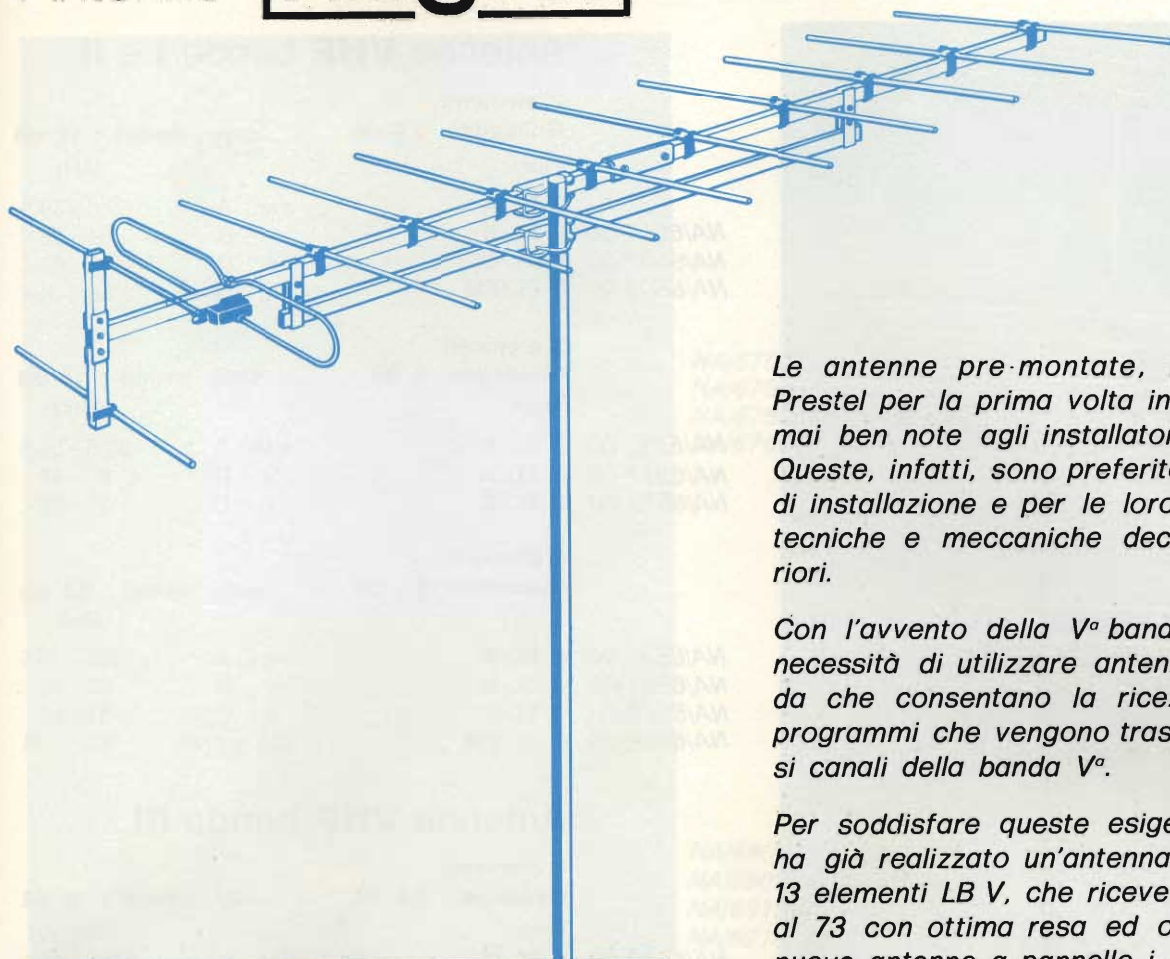 Le antenne pre-montate,
Prestel per la prima volta in
mai ben note agli installator
Queste, infatti, sono preferite
di installazione e per le loro
tecniche e meccaniche dec
riori.
Con l'avvento della Vª banda
necessità di utilizzare anten
da che consentano la rice
programmi che vengono tras
si canali della banda Vª.
Per soddisfare queste esige
ha già realizzato un'antenna
13 elementi LB V, che riceve
al 73 con ottima resa ed o
nuove antenne a pannello i